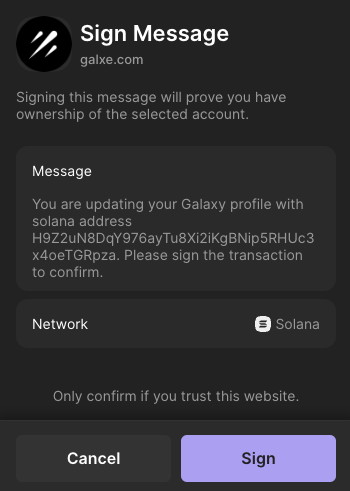 Sign Message
galxe.com
Signing this message will prove you have
ownership of the selected account.
Message
You are updating your Galaxy profile with
solana address
H9Z2uN8DqY976ayTu8Xi2iKgBNip5RHUc3
x4oeTGRpza. Please sign the transaction
to confirm.
Network
Solana
Only confirm if you trust this website.
Cancel
Sign